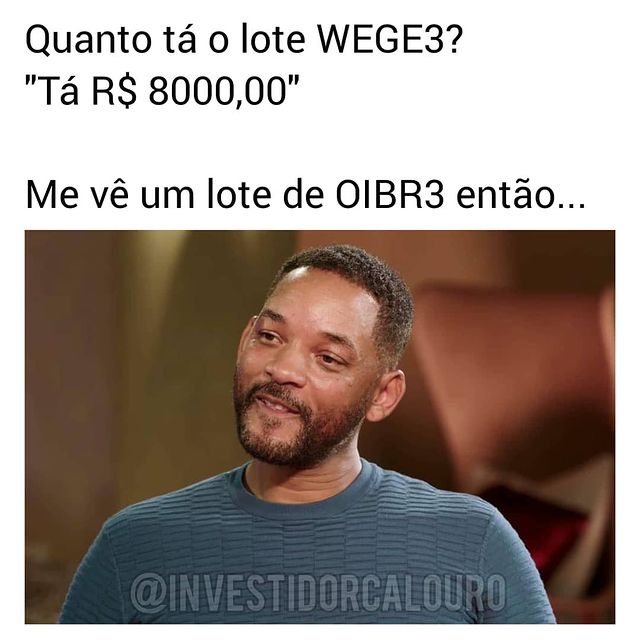 Quanto tá o lote WEGE3?
"Tá R$ 8000,00"
Me vê um lote de OIBR3 então...
@INVESTIDORCALOURO